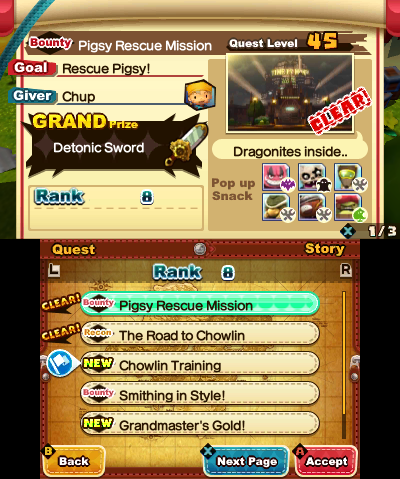 Bounty Pigsy Rescue Mission
Quest Level 45
Goal Rescue Pigsy!
Giver Chup
GRAND Prize
Detonic Sword
CLEAR!
Dragonites inside..
Pop up
Snack
Rank 8
X 1/3
Quest
Story
L Rank 8 R
CLEAR! Bounty Pigsy Rescue Mission
CLEAR! Recon The Road to Chowlin
NEW Chowlin Training
Bounty Smithing in Style!
NEW Grandmaster's Gold!
B Back
X Next Page
A Accept